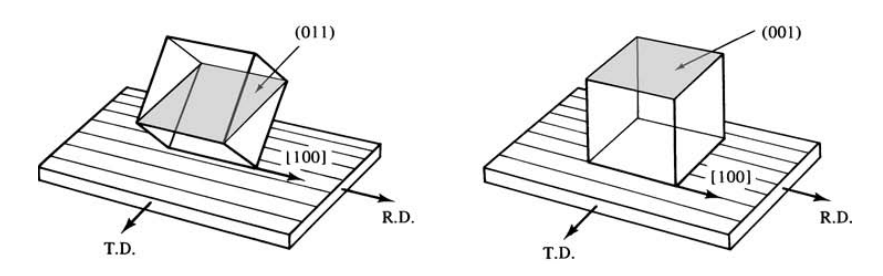 (011)
[100]
R.D.
T.D.
(001)
[100]
R.D.
T.D.